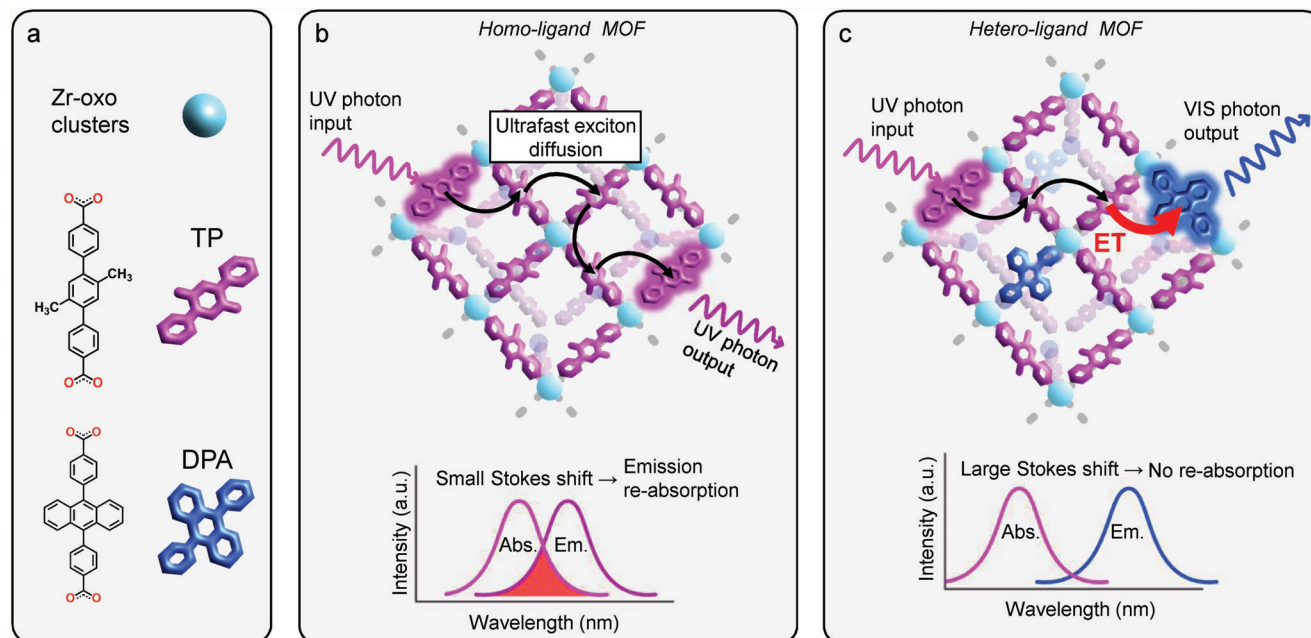 a
Zr-oxo
clusters
O O
TP
CH₃
H₃C
O O
O O
DPA
O O
b
Homo-ligand MOF
UV photon
input
Ultrafast exciton
diffusion
UV photon
output
Small Stokes shift → Emission
re-absorption
Intensity (a.u.)
Abs. Em.
Wavelength (nm)
c
Hetero-ligand MOF
UV photon
input
VIS photon
output
ET
Large Stokes shift → No re-absorption
Intensity (a.u.)
Abs. Em.
Wavelength (nm)